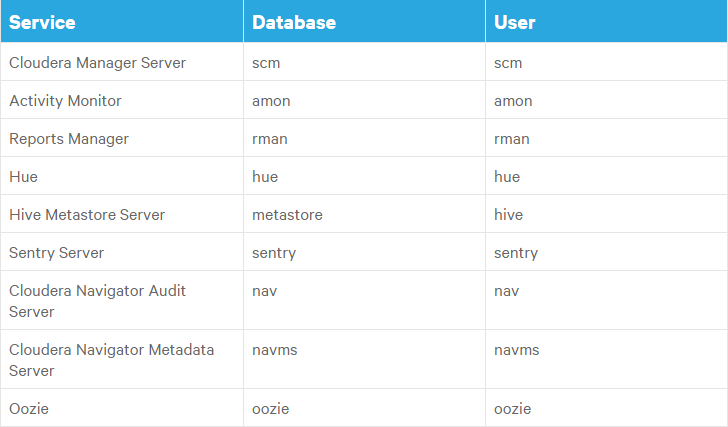 Service Database User
Cloudera Manager Server scm scm
Activity Monitor amon amon
Reports Manager rman rman
Hue hue hue
Hive Metastore Server metastore hive
Sentry Server sentry sentry
Cloudera Navigator Audit nav nav
Server
Cloudera Navigator Metadata navms navms
Server
Oozie oozie oozie